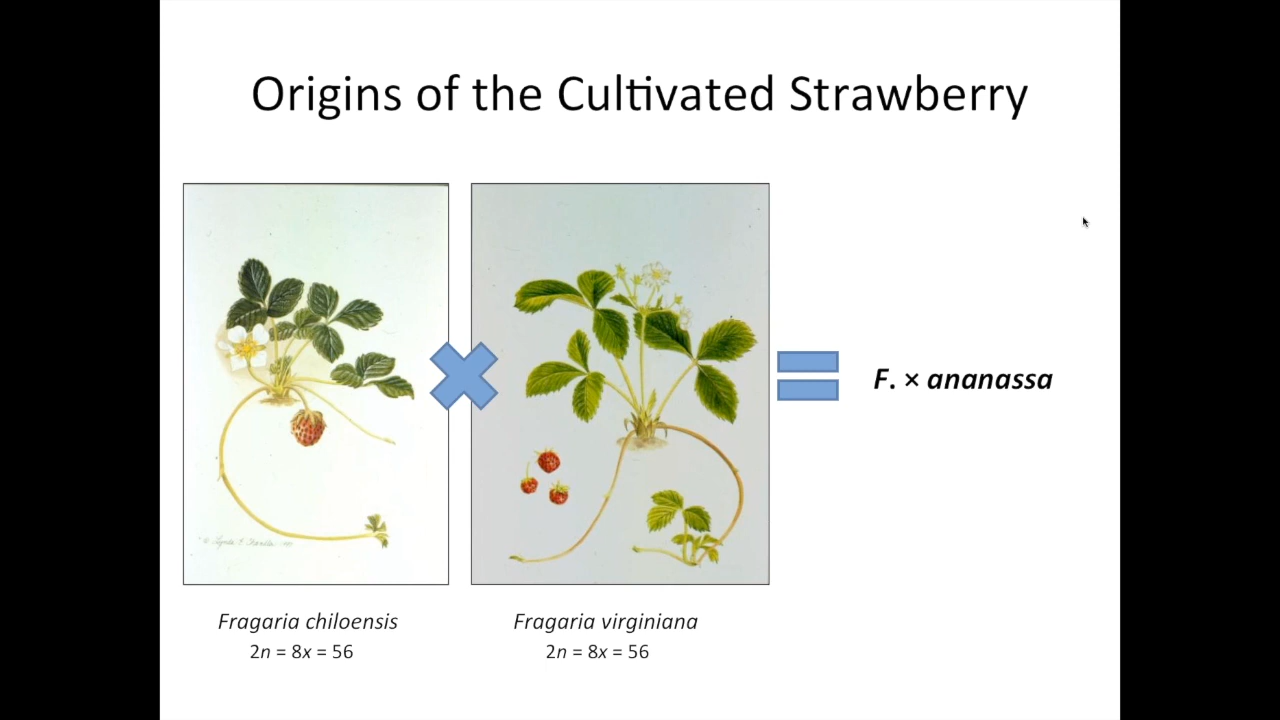 Origins of the Cultivated Strawberry
F. × ananassa
Fragaria chiloensis
Fragaria virginiana
2n = 8x = 56
2n = 8x = 56